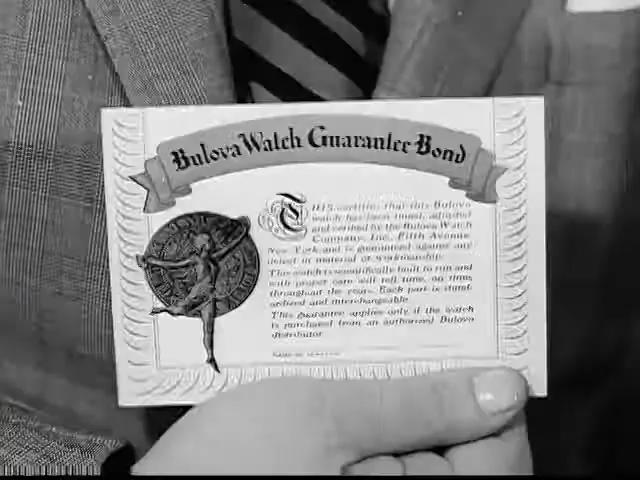 Bulova Watch Guarantee Bond
THIS certifies that this Bulova
watch has been timed, adjusted
and serviced by the Bulova Watch
Company, Inc., Fifth Avenue,
New York and is guaranteed against any
defect in material or workmanship.
This watch is scientifically built to run and
with proper care will tell time, on time,
throughout the years. Each part is stand-
ardized and interchangeable.
This guarantee applies only if the watch
is purchased from an authorized Bulova
distributor.